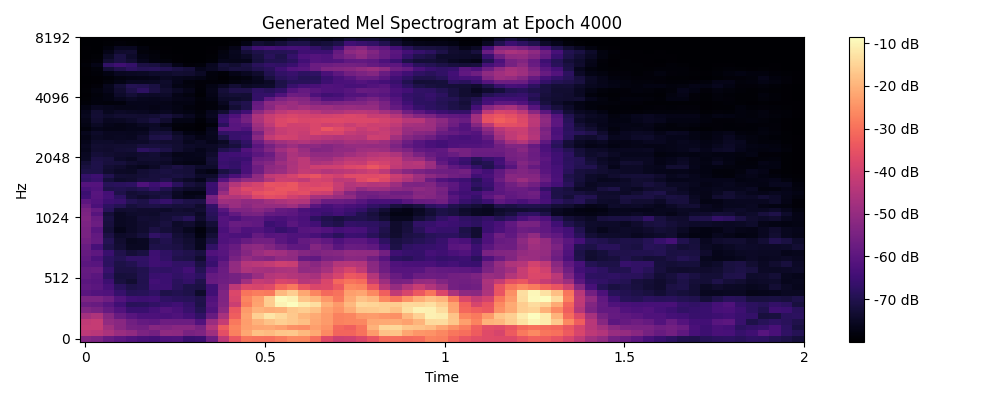 Generated Mel Spectrogram at Epoch 4000
8192
4096
2048
1024
512
0
Hz
0
0.5
1
1.5
2
Time
-10 dB
-20 dB
-30 dB
-40 dB
-50 dB
-60 dB
-70 dB